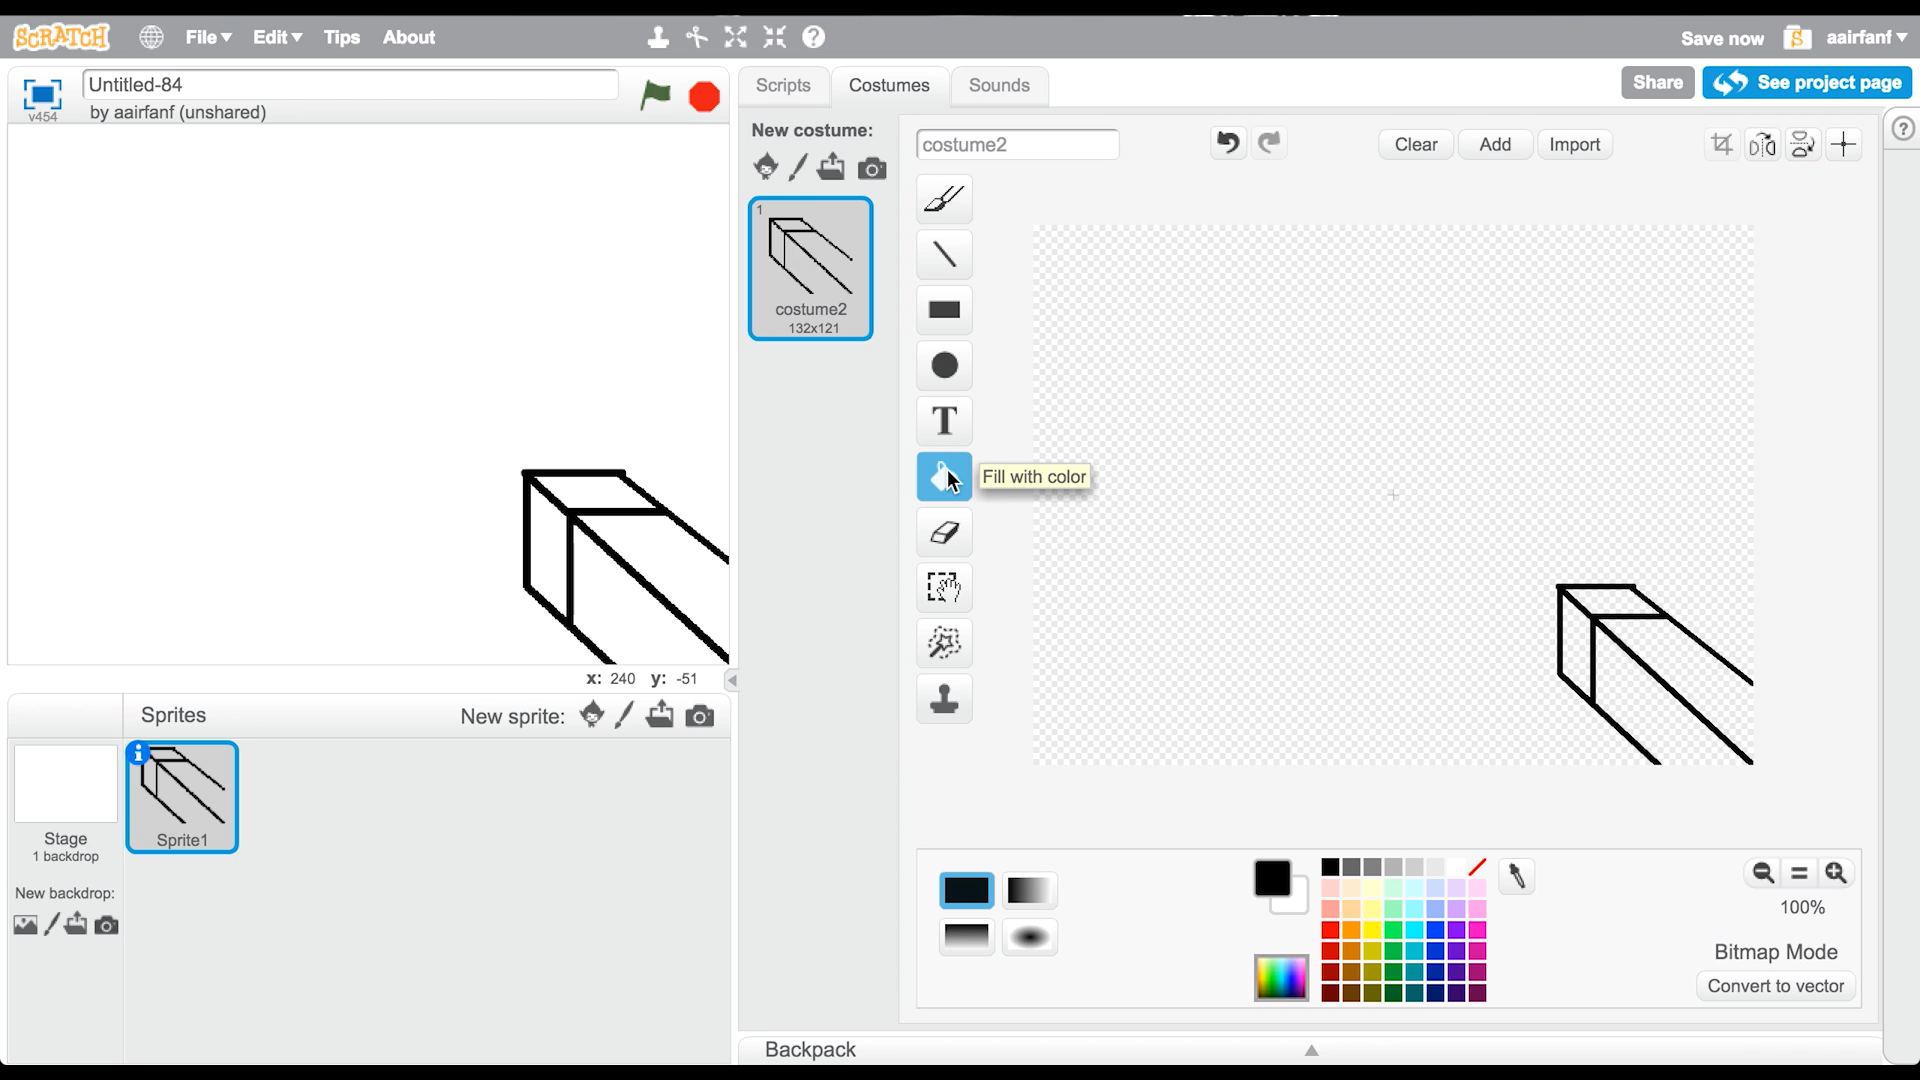 SCRATCH File Edit Tips About Save now aairfanf
Untitled-84
v454 by aairfanf (unshared)
Scripts Costumes Sounds Share See project page
New costume:
costume2 Clear Add Import
1
costume2
132x121
T
Fill with color
x: 240 y: -51
Sprites New sprite:
Stage
1 backdrop
Sprite1
New backdrop:
100%
Bitmap Mode
Convert to vector
Backpack